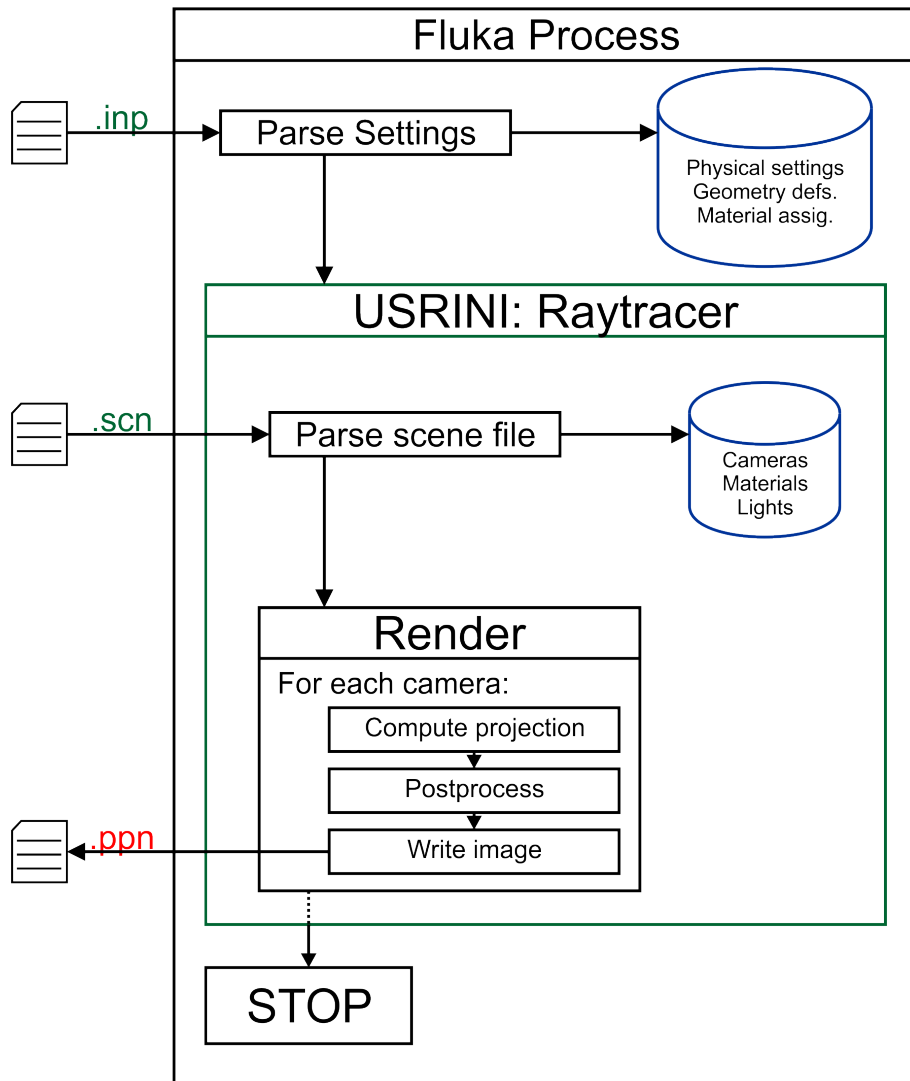 Fluka Process
.inp
Parse Settings
Physical settings
Geometry defs.
Material assig.
USRINI: Raytracer
.scn
Parse scene file
Cameras
Materials
Lights
Render
For each camera:
Compute projection
Postprocess
.ppn
Write image
STOP